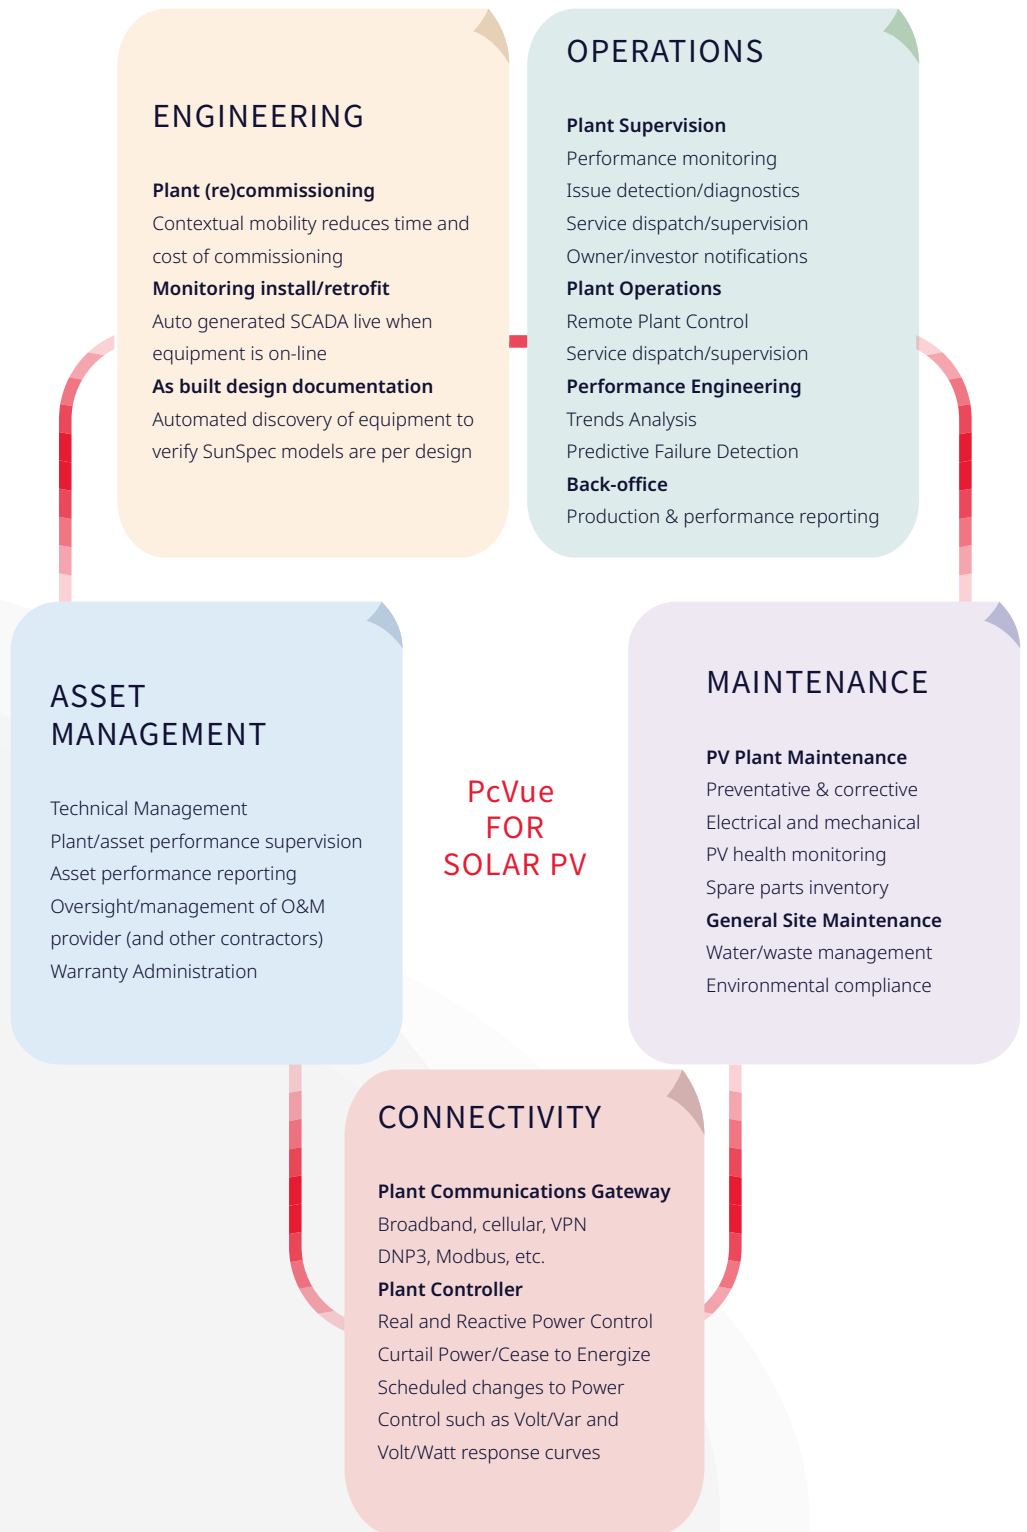 ENGINEERING
Plant (re)commissioning
Contextual mobility reduces time and
cost of commissioning
Monitoring install/retrofit
Auto generated SCADA live when
equipment is on-line
As built design documentation
Automated discovery of equipment to
verify SunSpec models are per design
OPERATIONS
Plant Supervision
Performance monitoring
Issue detection/diagnostics
Service dispatch/supervision
Owner/investor notifications
Plant Operations
Remote Plant Control
Service dispatch/supervision
Performance Engineering
Trends Analysis
Predictive Failure Detection
Back-office
Production & performance reporting
ASSET
MANAGEMENT
Technical Management
Plant/asset performance supervision
Asset performance reporting
Oversight/management of O&M
provider (and other contractors)
Warranty Administration
PcVue
FOR
SOLAR PV
MAINTENANCE
PV Plant Maintenance
Preventative & corrective
Electrical and mechanical
PV health monitoring
Spare parts inventory
General Site Maintenance
Water/waste management
Environmental compliance
CONNECTIVITY
Plant Communications Gateway
Broadband, cellular, VPN
DNP3, Modbus, etc.
Plant Controller
Real and Reactive Power Control
Curtail Power/Cease to Energize
Scheduled changes to Power
Control such as Volt/Var and
Volt/Watt response curves